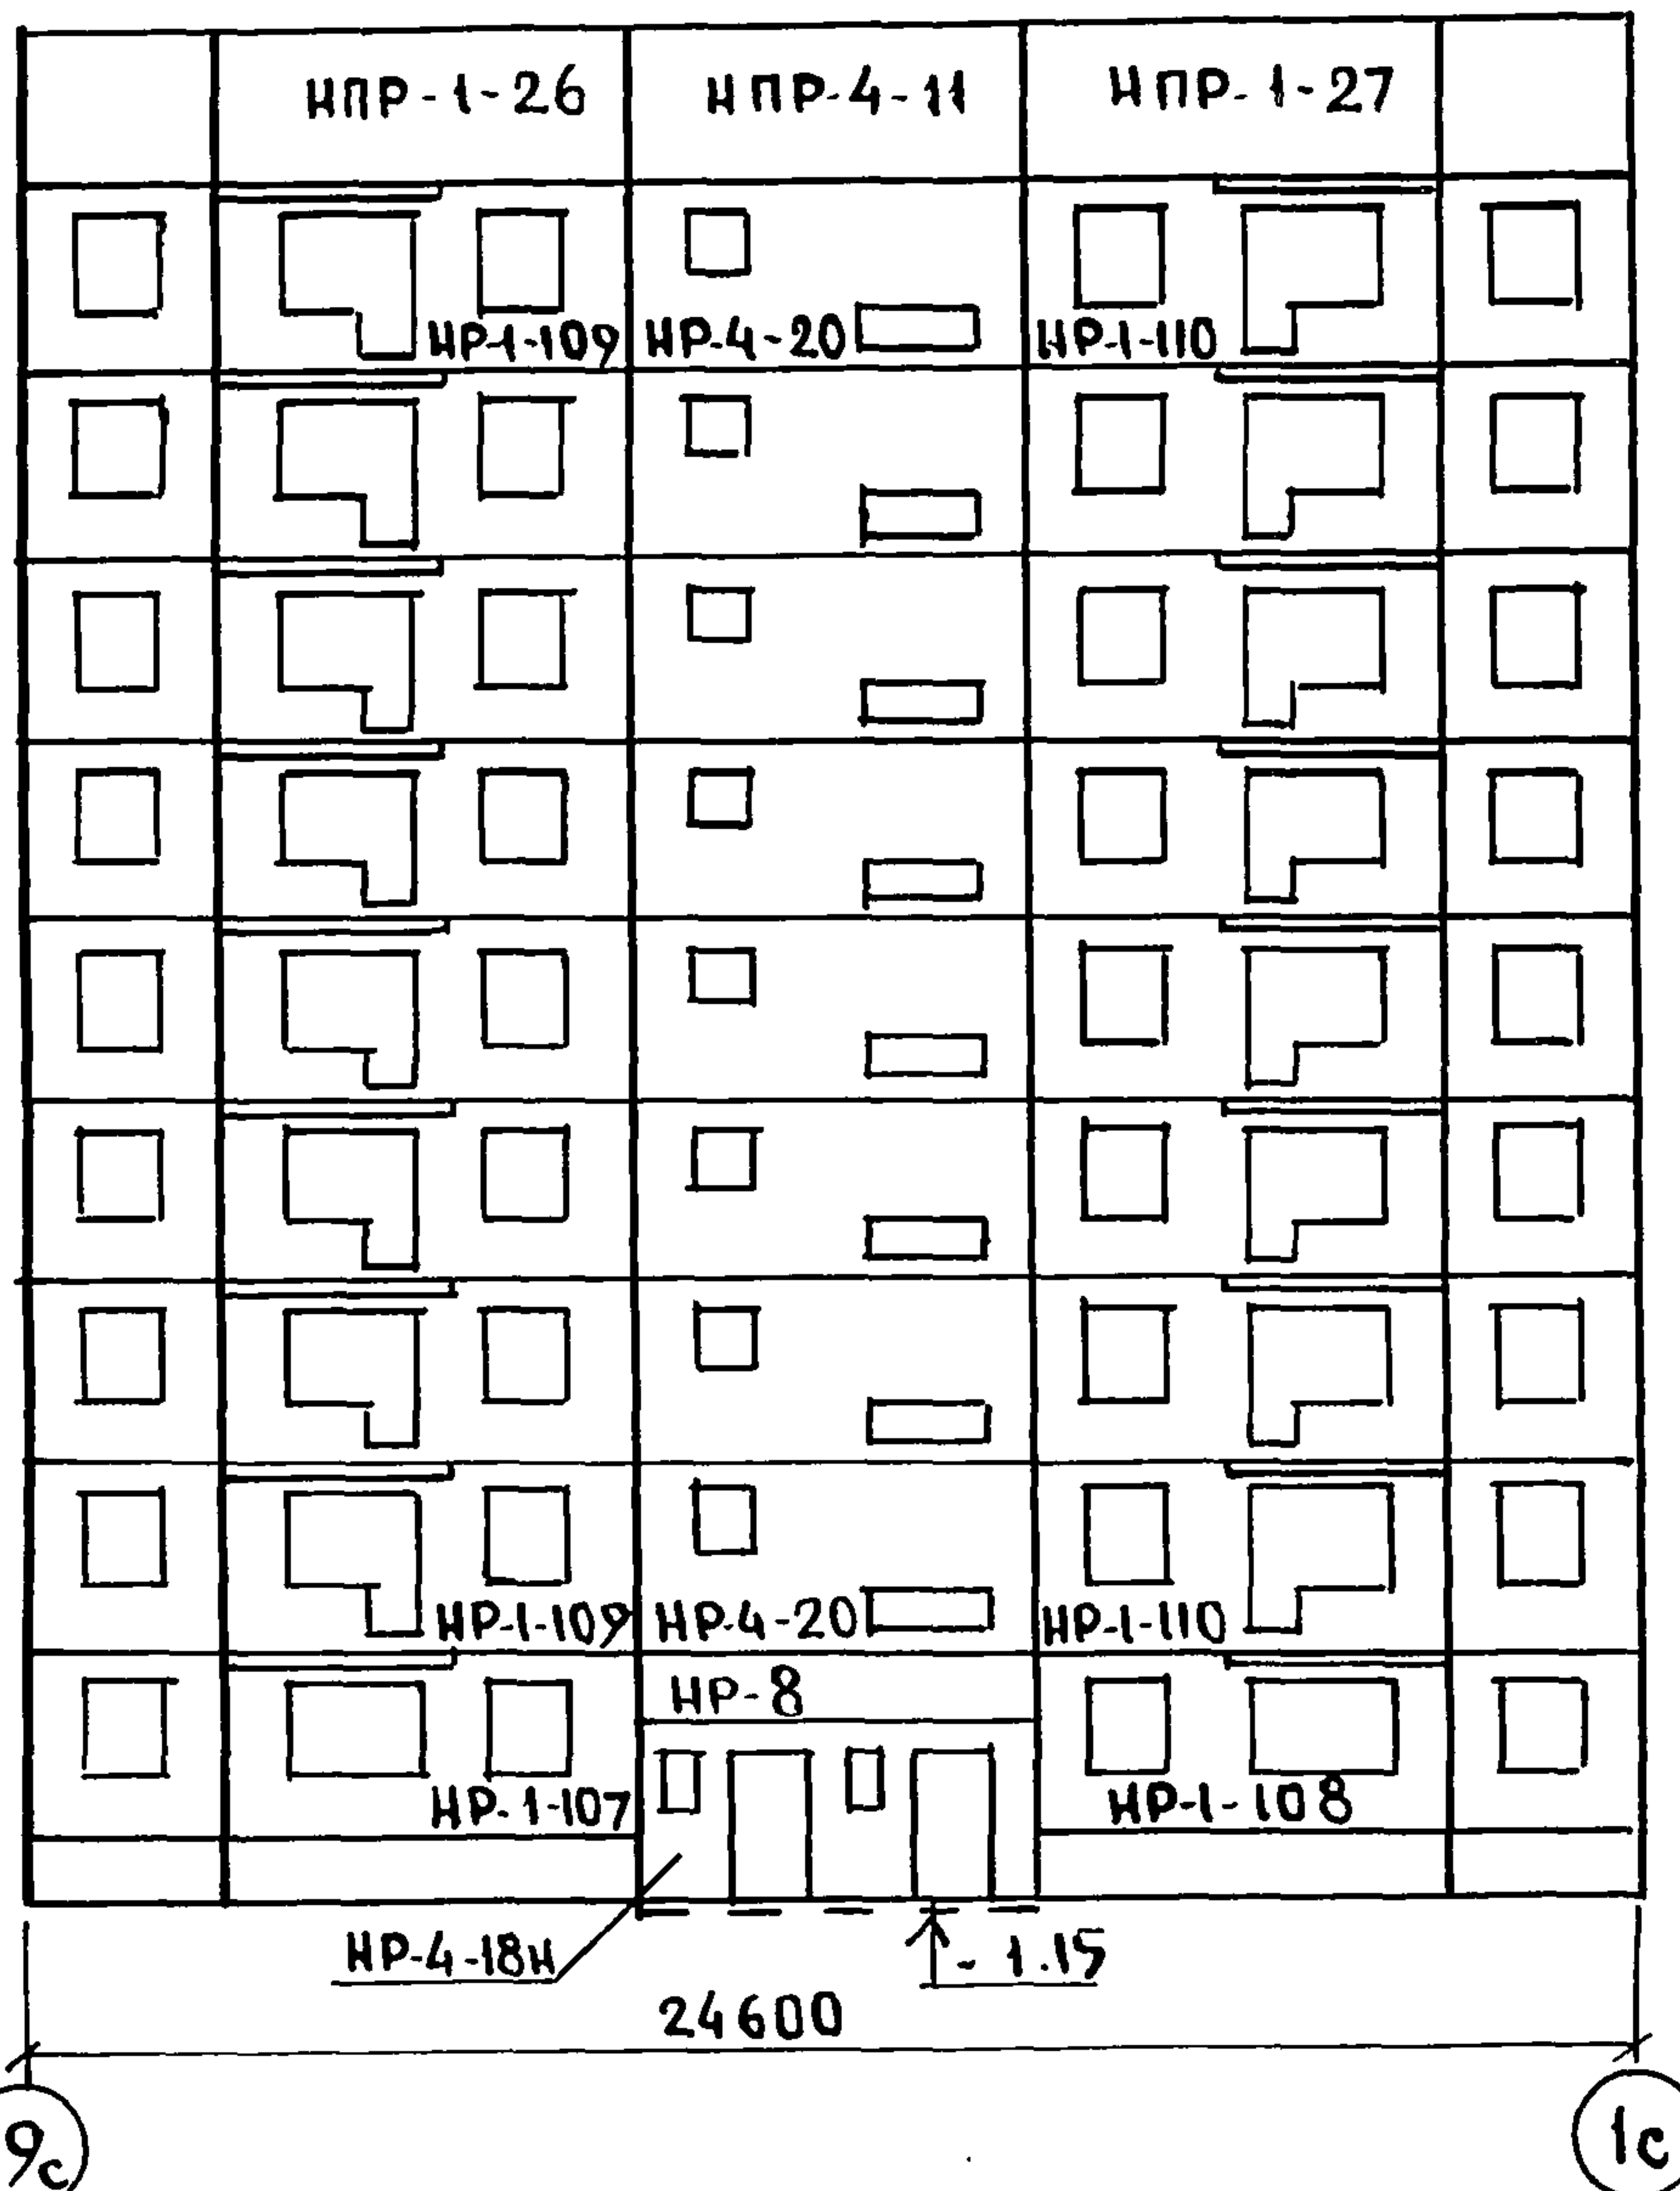 НПР-1-26 НПР-4-11 НПР-1-27
НР-1-109 НР-4-20 НР-1-110
НР-1-109 НР-4-20 НР-1-110
НР-8
НР-1-107 НР-1-108
НР-4-18Н - 1.15
24600
9с 1с